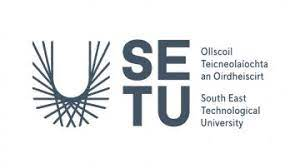 SE
TU
Ollscoil
Teicneolaíochta
an Oirdheiscirt
South East
Technological
University